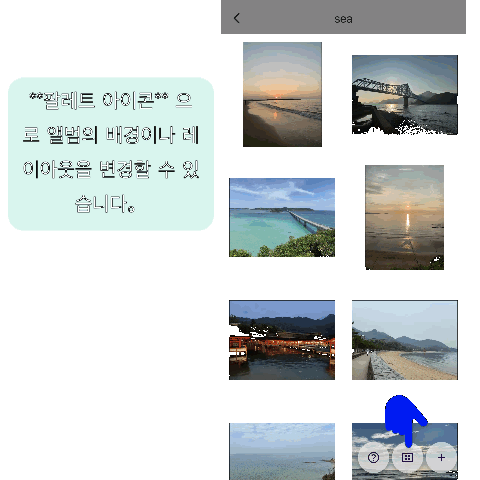 sea
**팔레트 아이콘** 으
로 앨범의 배경이나 레
이아웃을 변경할 수 있
습니다。